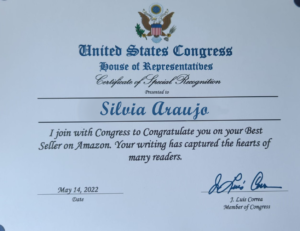 United States Congress
House of Representatives
Certificate of Special Recognition
Presented to
Silvia Araujo
I join with Congress to Congratulate you on your Best
Seller on Amazon. Your writing has captured the hearts of
many readers.
May 14, 2022
Date
J. Luis Correa
Member of Congress